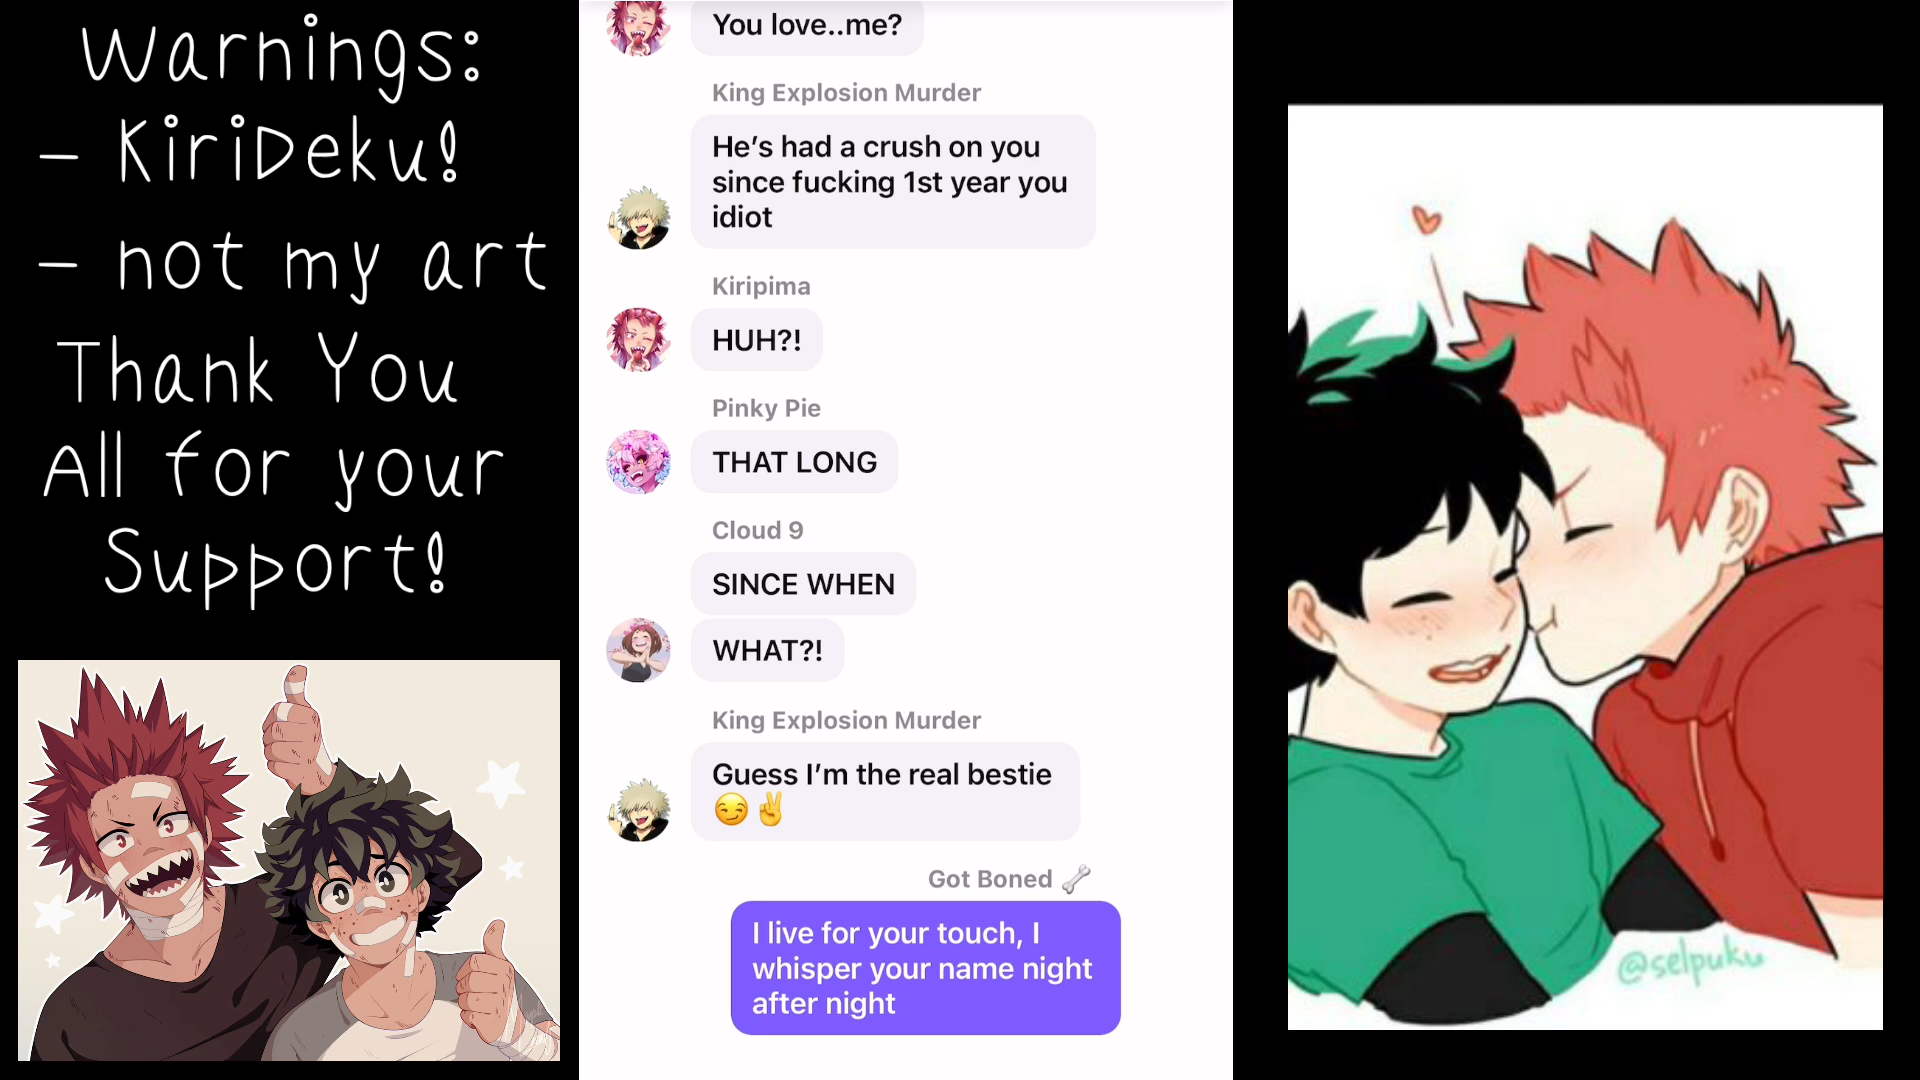 Warnings:
- KiriDeku!
- not my art
Thank You
All for your
Support!
You love..me?
King Explosion Murder
He’s had a crush on you
since fucking 1st year you
idiot
Kiripima
HUH?!
Pinky Pie
THAT LONG
Cloud 9
SINCE WHEN
WHAT?!
King Explosion Murder
Guess I’m the real bestie
😏✌️
Got Boned 🦴
I live for your touch, I
whisper your name night
after night
@selpuku